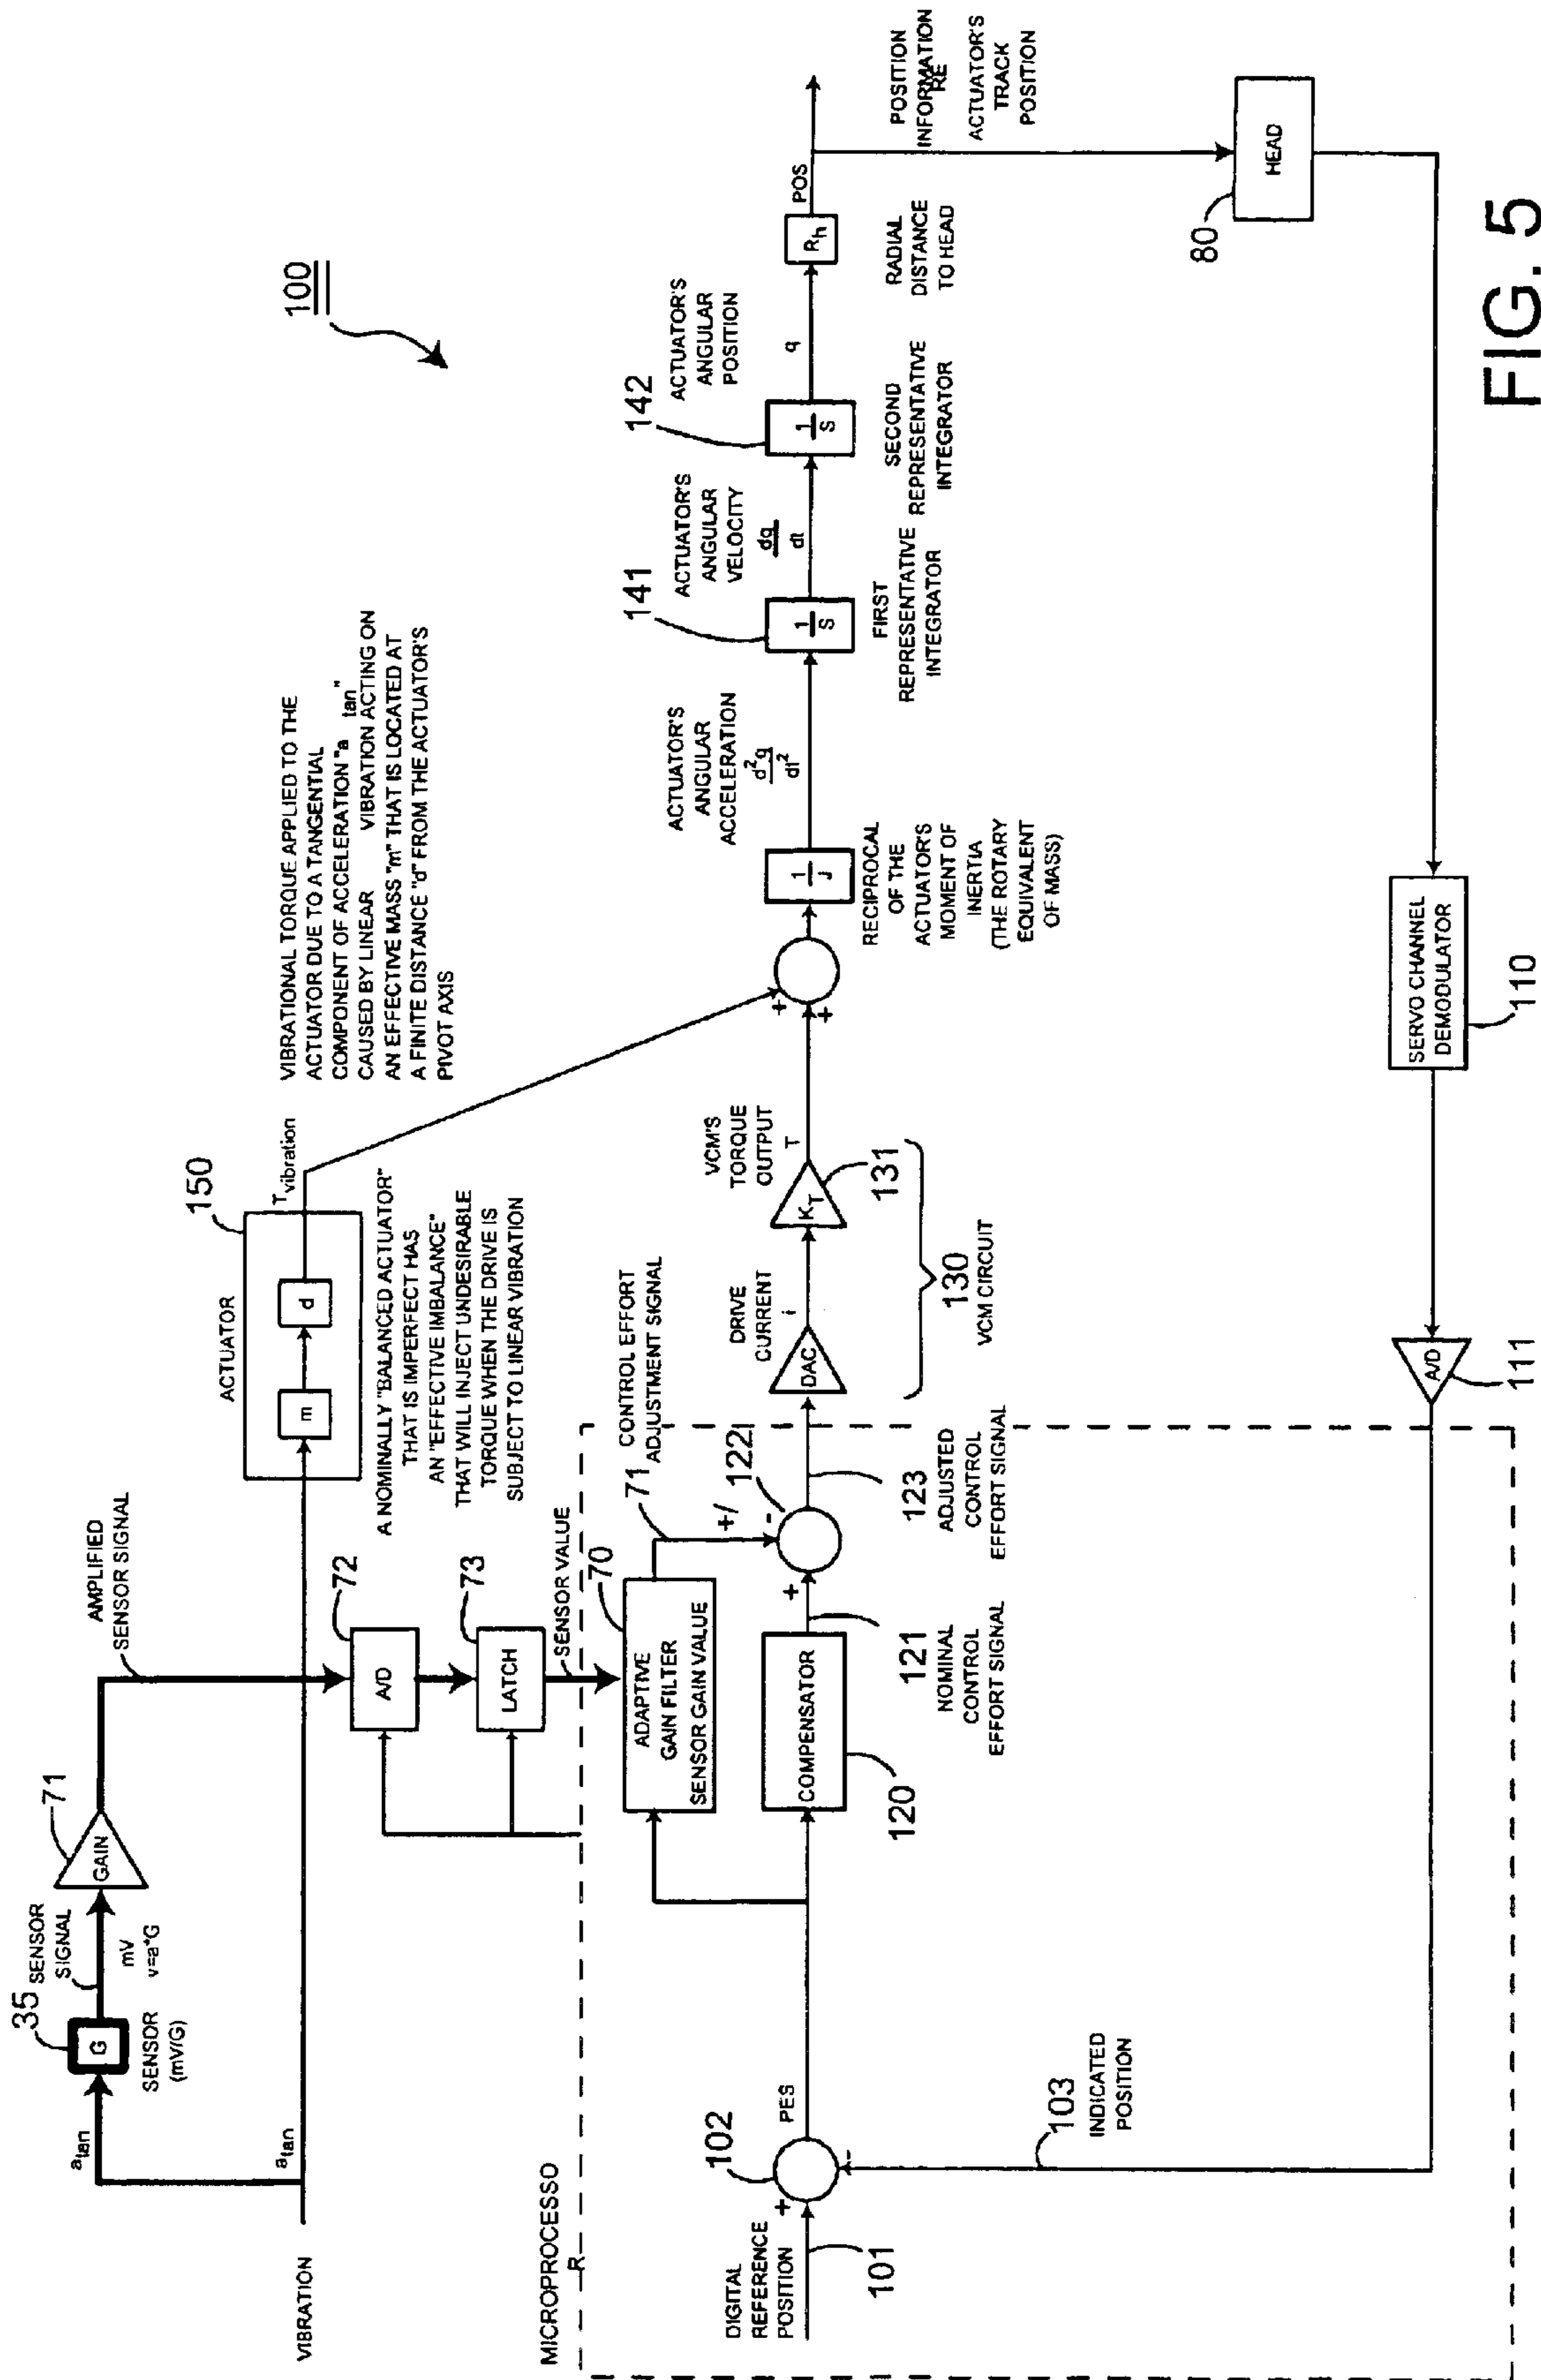 100
35
SENSOR
SIGNAL
71
a tan
G
GAIN
mV
v=a*G
SENSOR
(mV/G)
AMPLIFIED
SENSOR SIGNAL
VIBRATION
a tan
ACTUATOR
150
m
d
T vibration
VIBRATIONAL TORQUE APPLIED TO THE
ACTUATOR DUE TO A TANGENTIAL
COMPONENT OF ACCELERATION "a tan"
CAUSED BY LINEAR VIBRATION ACTING ON
AN EFFECTIVE MASS "m" THAT IS LOCATED AT
A FINITE DISTANCE "d" FROM THE ACTUATOR'S
PIVOT AXIS
A NOMINALLY "BALANCED ACTUATOR"
THAT IS IMPERFECT HAS
AN "EFFECTIVE IMBALANCE"
THAT WILL INJECT UNDESIRABLE
TORQUE WHEN THE DRIVE IS
SUBJECT TO LINEAR VIBRATION
A/D
72
LATCH
73
SENSOR VALUE
MICROPROCESSO
R
70
ADAPTIVE
GAIN FILTER
SENSOR GAIN VALUE
71
CONTROL EFFORT
ADJUSTMENT SIGNAL
+/
-
122
DIGITAL
REFERENCE
POSITION
101
+
102
-
PES
COMPENSATOR
120
+
121
NOMINAL
CONTROL
EFFORT SIGNAL
123
ADJUSTED
CONTROL
EFFORT SIGNAL
DRIVE
CURRENT
i
DAC
VCM'S
TORQUE
OUTPUT
T
K T
131
130
VCM CIRCUIT
+
+
1
J
RECIPROCAL
OF THE
ACTUATOR'S
MOMENT OF
INERTIA
(THE ROTARY
EQUIVALENT
OF MASS)
ACTUATOR'S
ANGULAR
ACCELERATION
d²q
dt²
141
1
S
FIRST
REPRESENTATIVE
INTEGRATOR
ACTUATOR'S
ANGULAR
VELOCITY
dq
dt
142
1
S
SECOND
REPRESENTATIVE
INTEGRATOR
ACTUATOR'S
ANGULAR
POSITION
q
R h
RADIAL
DISTANCE
TO HEAD
POS
POSITION
INFORMATION
RE
ACTUATOR'S
TRACK
POSITION
80
HEAD
103
INDICATED
POSITION
A/D
111
SERVO CHANNEL
DEMODULATOR
110
FIG. 5